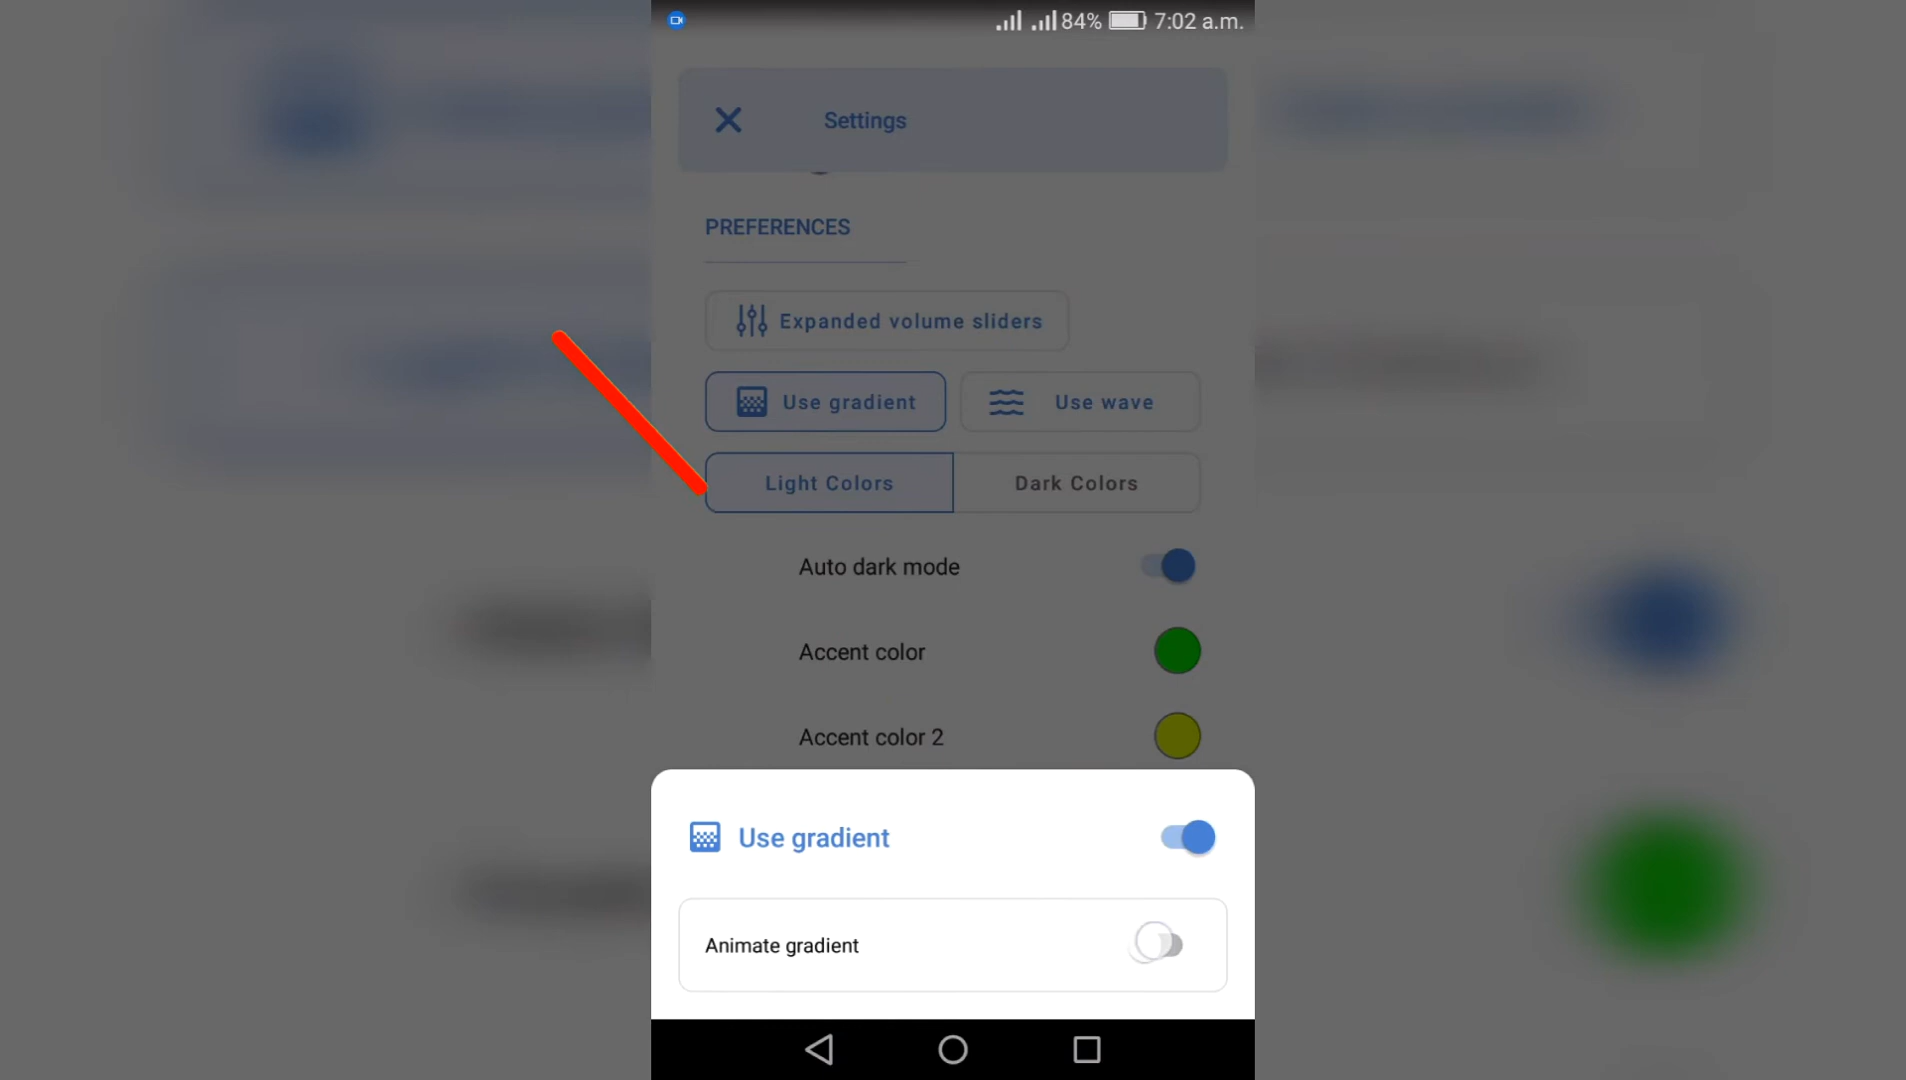 84% 7:02 a.m.
Settings
PREFERENCES
Expanded volume sliders
Use gradient
Use wave
Light Colors
Dark Colors
Auto dark mode
Accent color
Accent color 2
Use gradient
Animate gradient